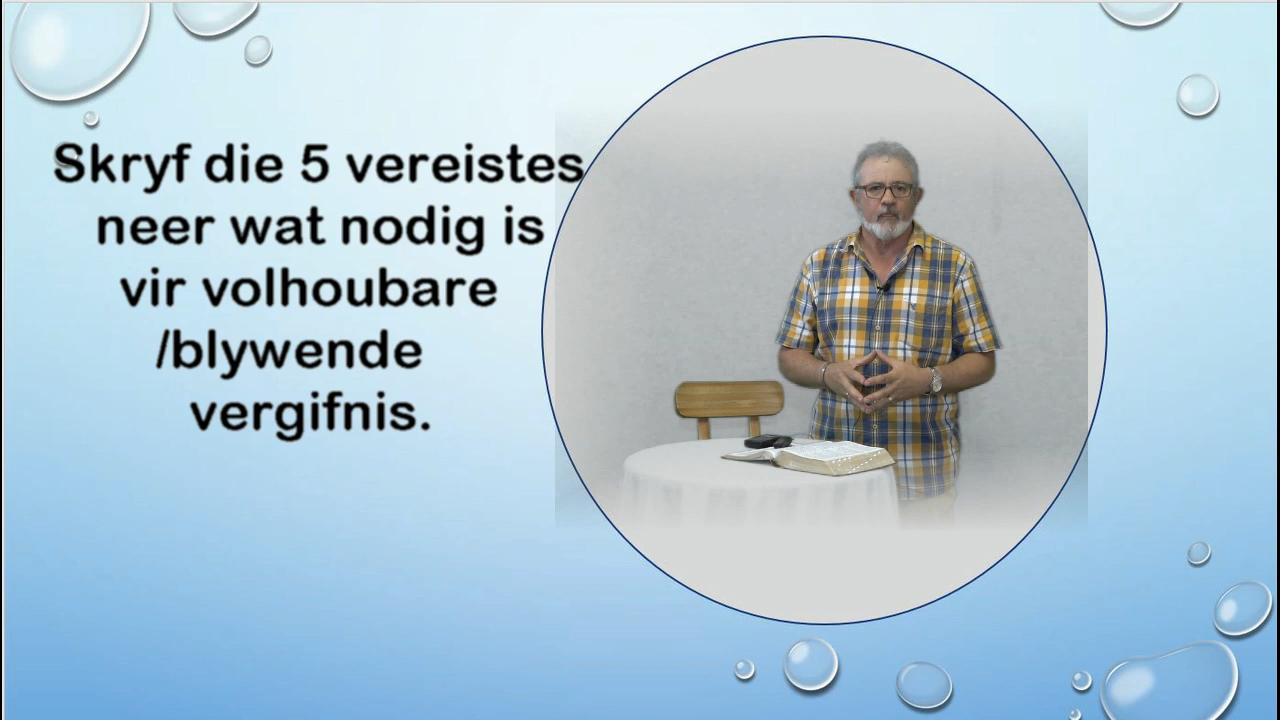 Skryf die 5 vereistes
neer wat nodig is
vir volhoubare
/blywende
vergifnis.